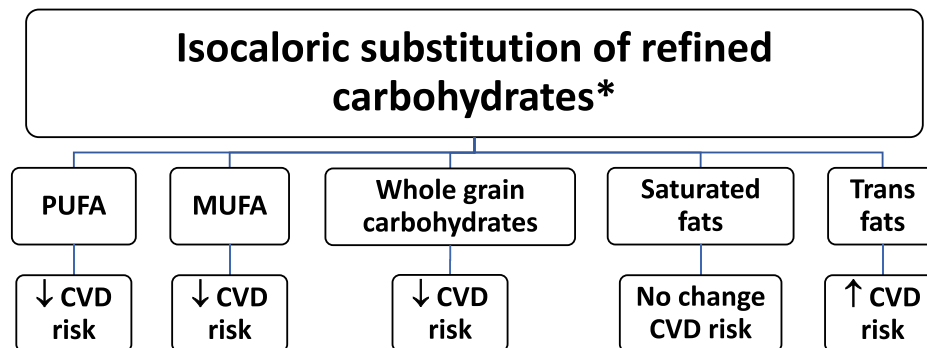 Isocaloric substitution of refined
carbohydrates*
PUFA
MUFA
Whole grain
carbohydrates
Saturated
fats
Trans
fats
↓ CVD
risk
↓ CVD
risk
↓ CVD
risk
No change
CVD risk
↑ CVD
risk